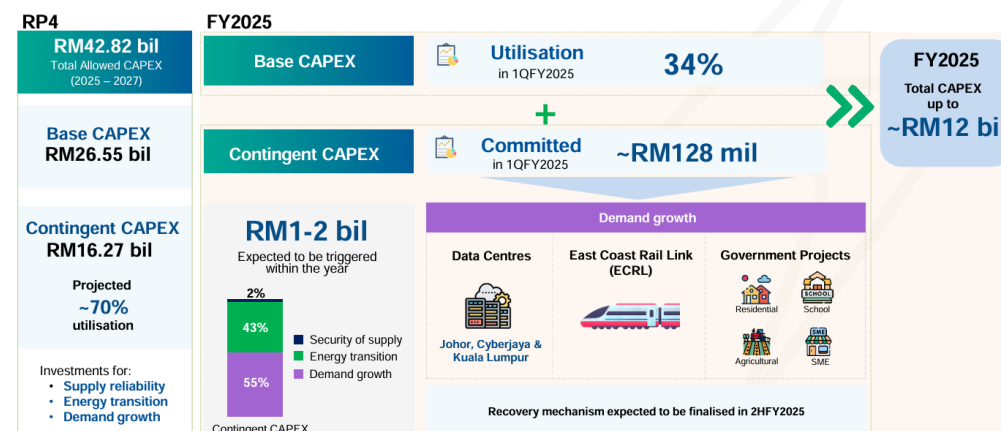 RP4
RM42.82 bil
Total Allowed CAPEX
(2025 – 2027)
Base CAPEX
RM26.55 bil
Contingent CAPEX
RM16.27 bil
Projected
~70%
utilisation
Investments for:
• Supply reliability
• Energy transition
• Demand growth
FY2025
Base CAPEX
Utilisation
in 1QFY2025
34%
+
Contingent CAPEX
Committed
in 1QFY2025
~RM128 mil
RM1-2 bil
Expected to be triggered
within the year
2%
43%
55%
Security of supply
Energy transition
Demand growth
Contingent CAPEX
Demand growth
Data Centres
Johor, Cyberjaya &
Kuala Lumpur
East Coast Rail Link
(ECRL)
Government Projects
Residential
SCHOOL
School
Agricultural
SME
SME
Recovery mechanism expected to be finalised in 2HFY2025
FY2025
Total CAPEX
up to
~RM12 bi